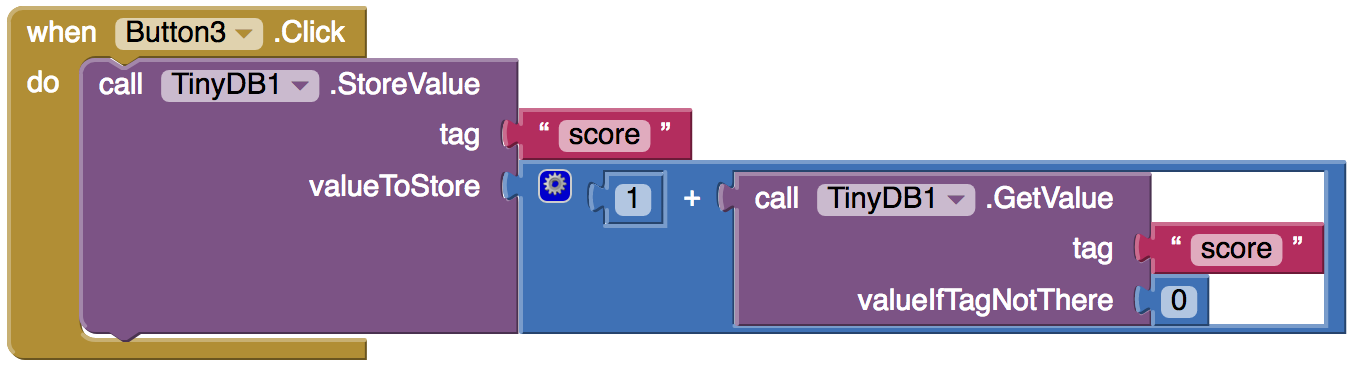 when Button3 .Click
do call TinyDB1 .StoreValue
tag “ score ”
valueToStore 1 + call TinyDB1 .GetValue
tag “ score ”
valueIfTagNotThere 0